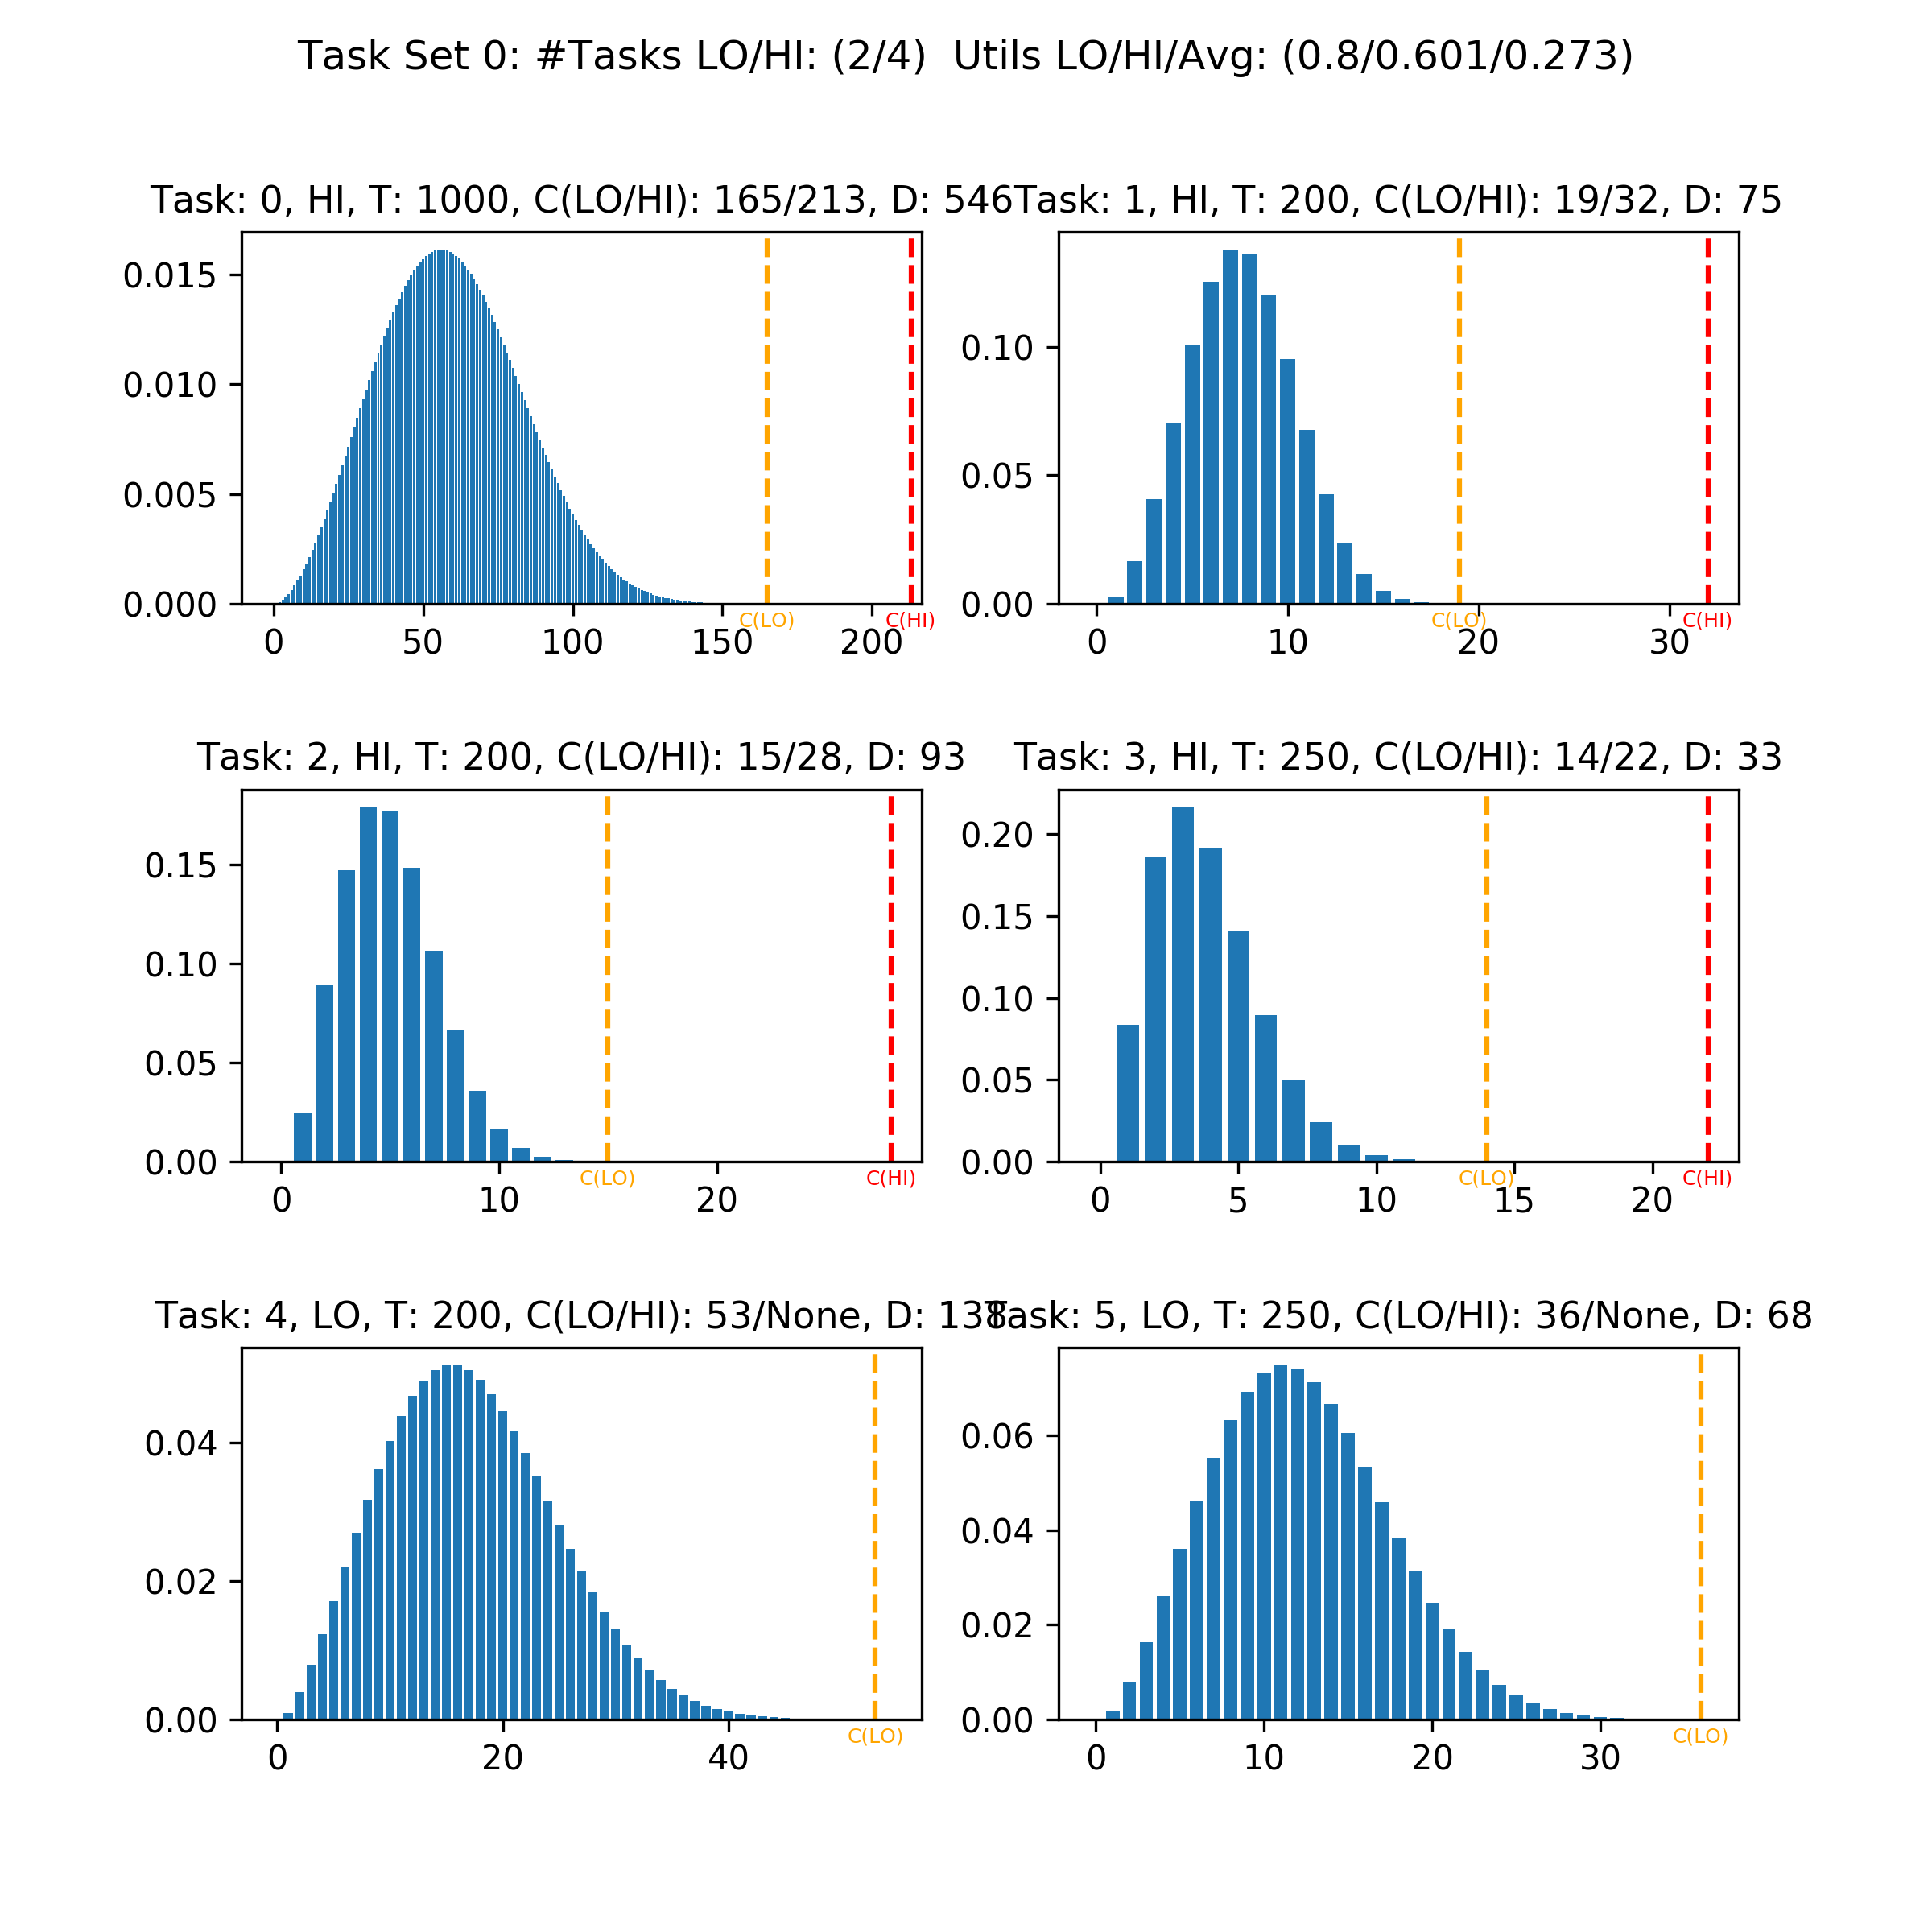 Task Set 0: #Tasks LO/HI: (2/4)  Utils LO/HI/Avg: (0.8/0.601/0.273)
Task: 0, HI, T: 1000, C(LO/HI): 165/213, D: 546
0.015
0.010
0.005
0.000
C(LO)
C(HI)
0 50 100 150 200
Task: 1, HI, T: 200, C(LO/HI): 19/32, D: 75
0.10
0.05
0.00
C(LO)
C(HI)
0 10 20 30
Task: 2, HI, T: 200, C(LO/HI): 15/28, D: 93
0.15
0.10
0.05
0.00
C(LO)
C(HI)
0 10 20
Task: 3, HI, T: 250, C(LO/HI): 14/22, D: 33
0.20
0.15
0.10
0.05
0.00
C(LO)
C(HI)
0 5 10 15 20
Task: 4, LO, T: 200, C(LO/HI): 53/None, D: 138
0.04
0.02
0.00
C(LO)
0 20 40
Task: 5, LO, T: 250, C(LO/HI): 36/None, D: 68
0.06
0.04
0.02
0.00
C(LO)
0 10 20 30